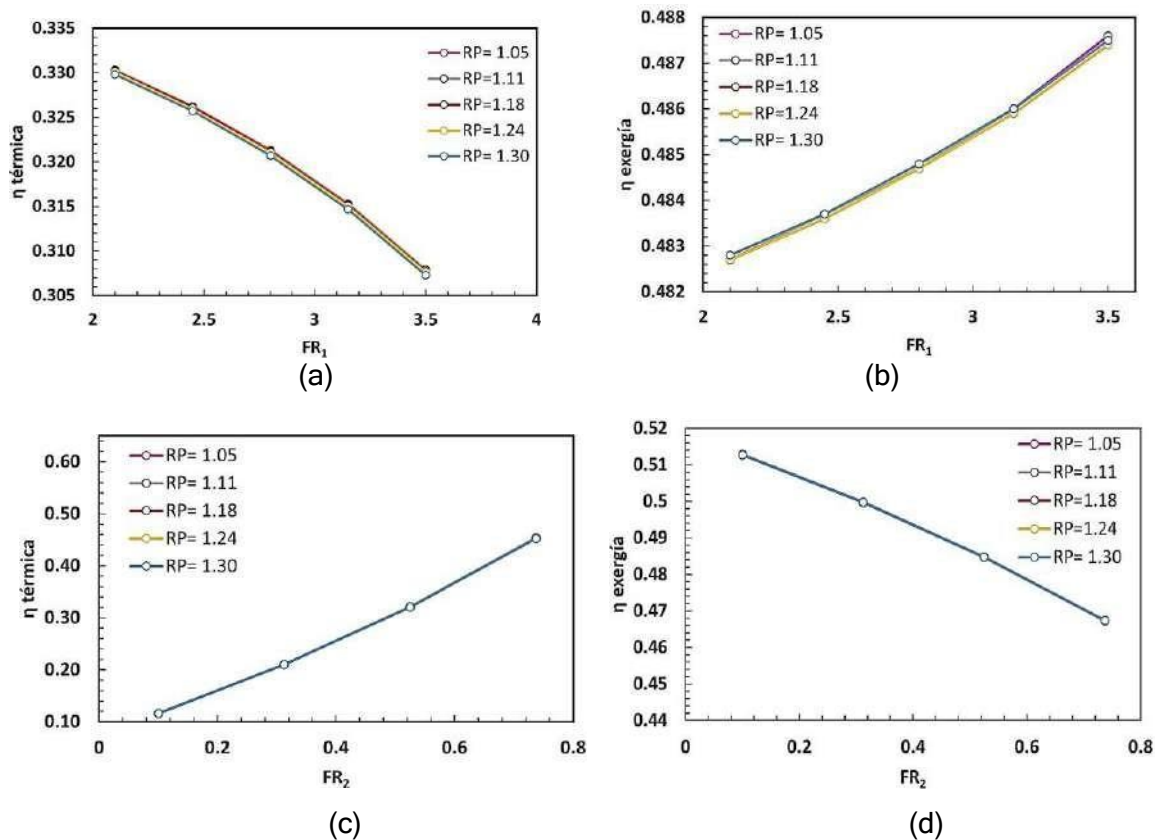 0.335
0.330
0.325
0.320
0.315
0.310
0.305
η térmica
RP= 1.05
RP=1.11
RP=1.18
RP=1.24
RP= 1.30
2 2.5 3 3.5 4
FR₁
(a)
0.488
0.487
0.486
0.485
0.484
0.483
0.482
η exergía
RP= 1.05
RP=1.11
RP=1.18
RP=1.24
RP= 1.30
2 2.5 3 3.5
FR₁
(b)
0.60
0.50
0.40
0.30
0.20
0.10
η térmica
RP= 1.05
RP= 1.11
RP= 1.18
RP= 1.24
RP= 1.30
0 0.2 0.4 0.6 0.8
FR₂
(c)
0.52
0.51
0.5
0.49
0.48
0.47
0.46
0.45
0.44
η exergía
RP= 1.05
RP=1.11
RP= 1.18
RP= 1.24
RP= 1.30
0 0.2 0.4 0.6 0.8
FR₂
(d)